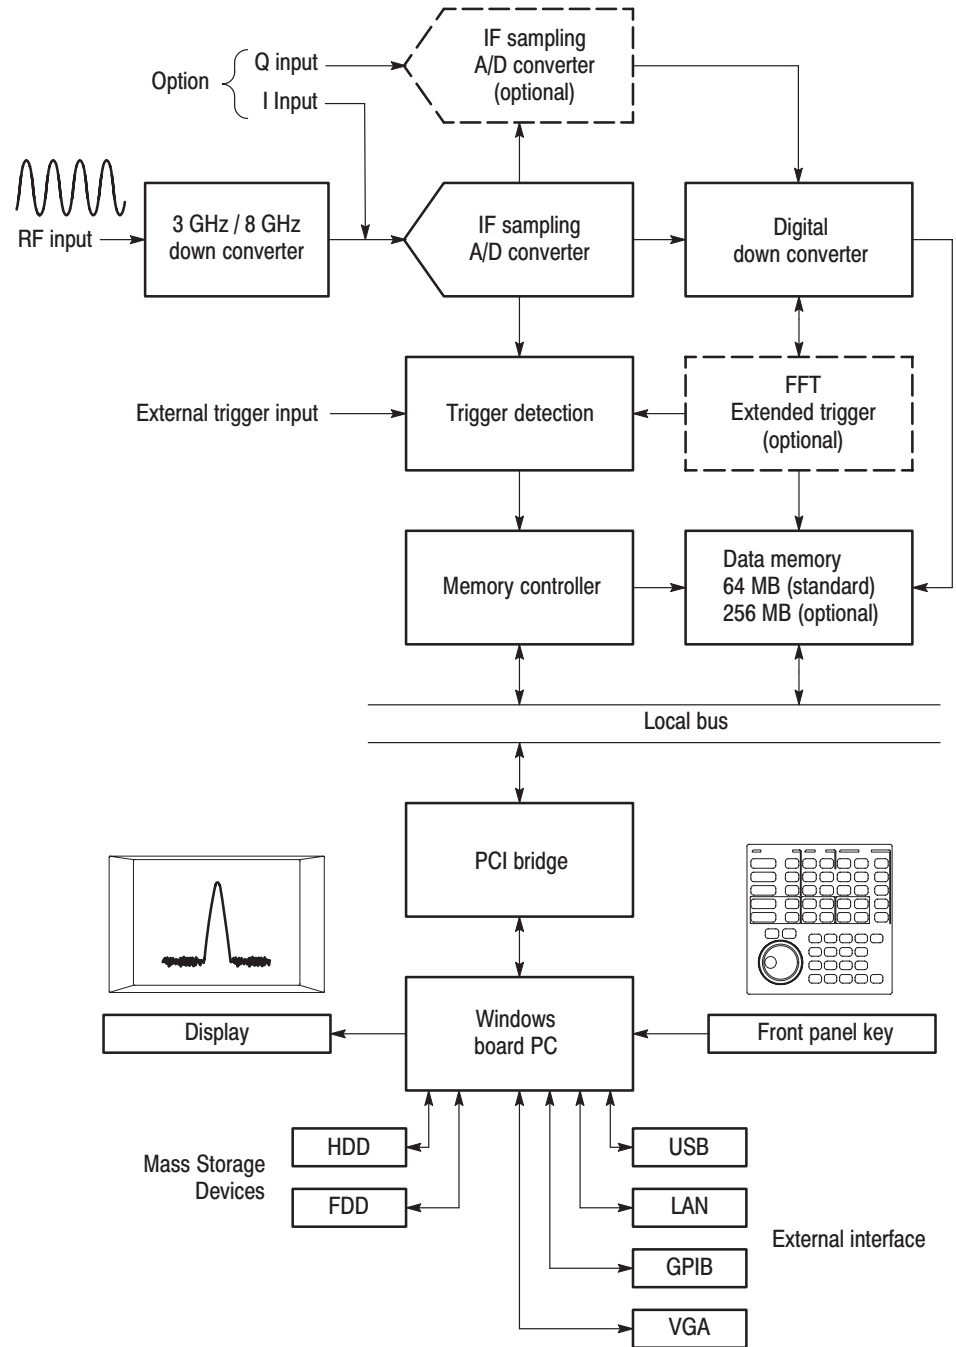 IF sampling
A/D converter
(optional)
Q input
Option
I Input
RF input
3 GHz / 8 GHz
down converter
IF sampling
A/D converter
Digital
down converter
External trigger input
Trigger detection
FFT
Extended trigger
(optional)
Memory controller
Data memory
64 MB (standard)
256 MB (optional)
Local bus
PCI bridge
Display
Windows
board PC
Front panel key
Mass Storage
Devices
HDD
FDD
USB
LAN
GPIB
VGA
External interface